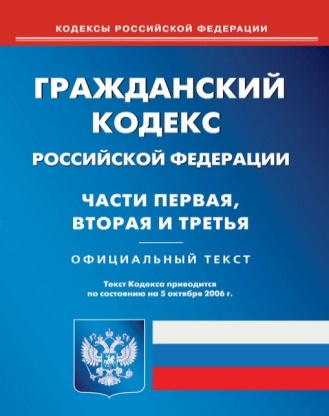 КОДЕКСЫ РОССИЙСКОЙ ФЕДЕРАЦИИ
ГРАЖДАНСКИЙ
КОДЕКС
РОССИЙСКОЙ ФЕДЕРАЦИИ
ЧАСТИ ПЕРВАЯ,
ВТОРАЯ И ТРЕТЬЯ
ОФИЦИАЛЬНЫЙ ТЕКСТ
Текст Кодекса приводится
по состоянию на 5 октября 2006 г.